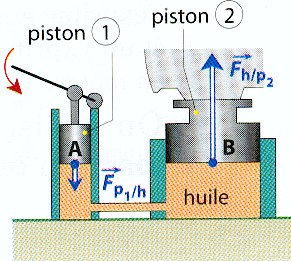 piston 2
piston 1
F h/p2
A
B
F p1/h
huile